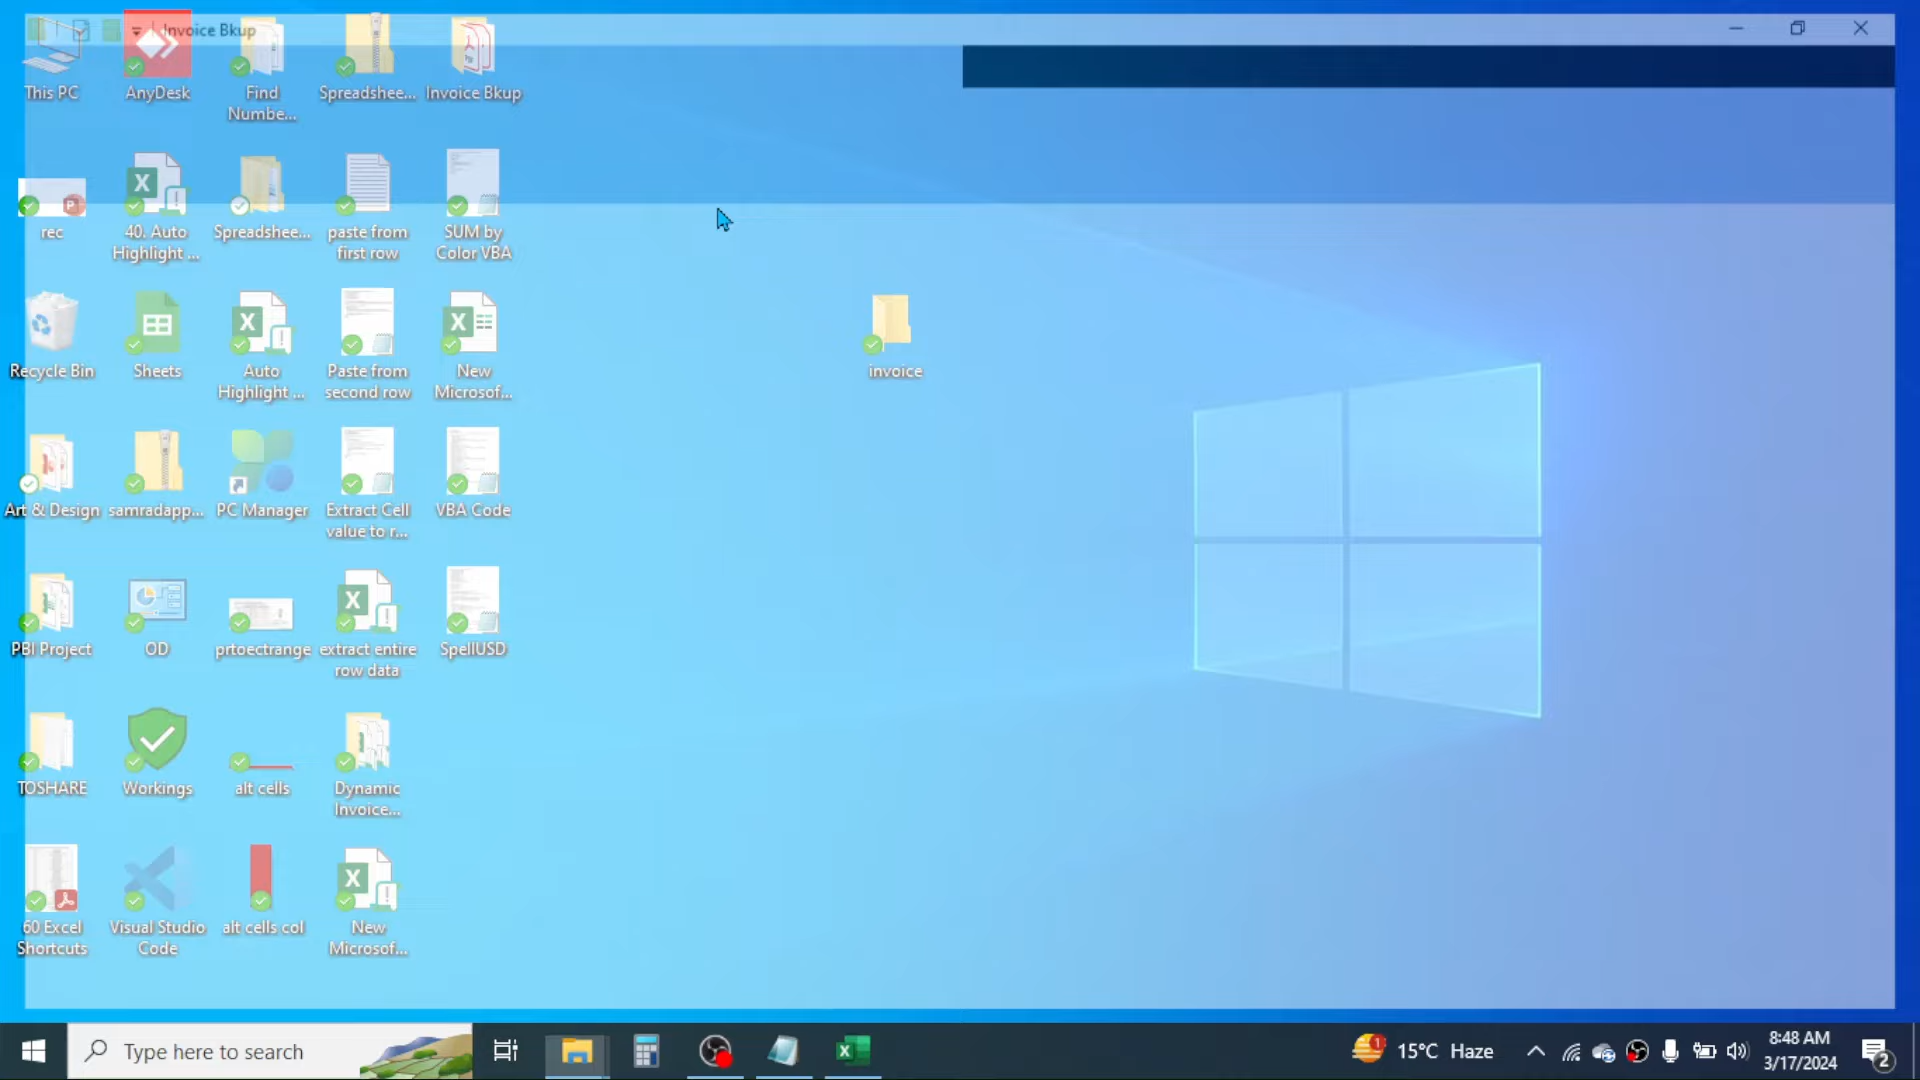 Invoice Bkup
This PC
AnyDesk
Find
Numbe...
Spreadshee...
Invoice Bkup
rec
40. Auto
Highlight ...
Spreadshee...
paste from
first row
SUM by
Color VBA
Recycle Bin
Sheets
Auto
Highlight ...
Paste from
second row
New
Microsof...
invoice
Art & Design
samradapp...
PC Manager
Extract Cell
value to r...
VBA Code
PBI Project
OD
prtoectrange
extract entire
row data
SpellUSD
TOSHARE
Workings
alt cells
Dynamic
Invoice...
60 Excel
Shortcuts
Visual Studio
Code
alt cells col
New
Microsof...
Type here to search
1
15°C Haze
8:48 AM
3/17/2024
2